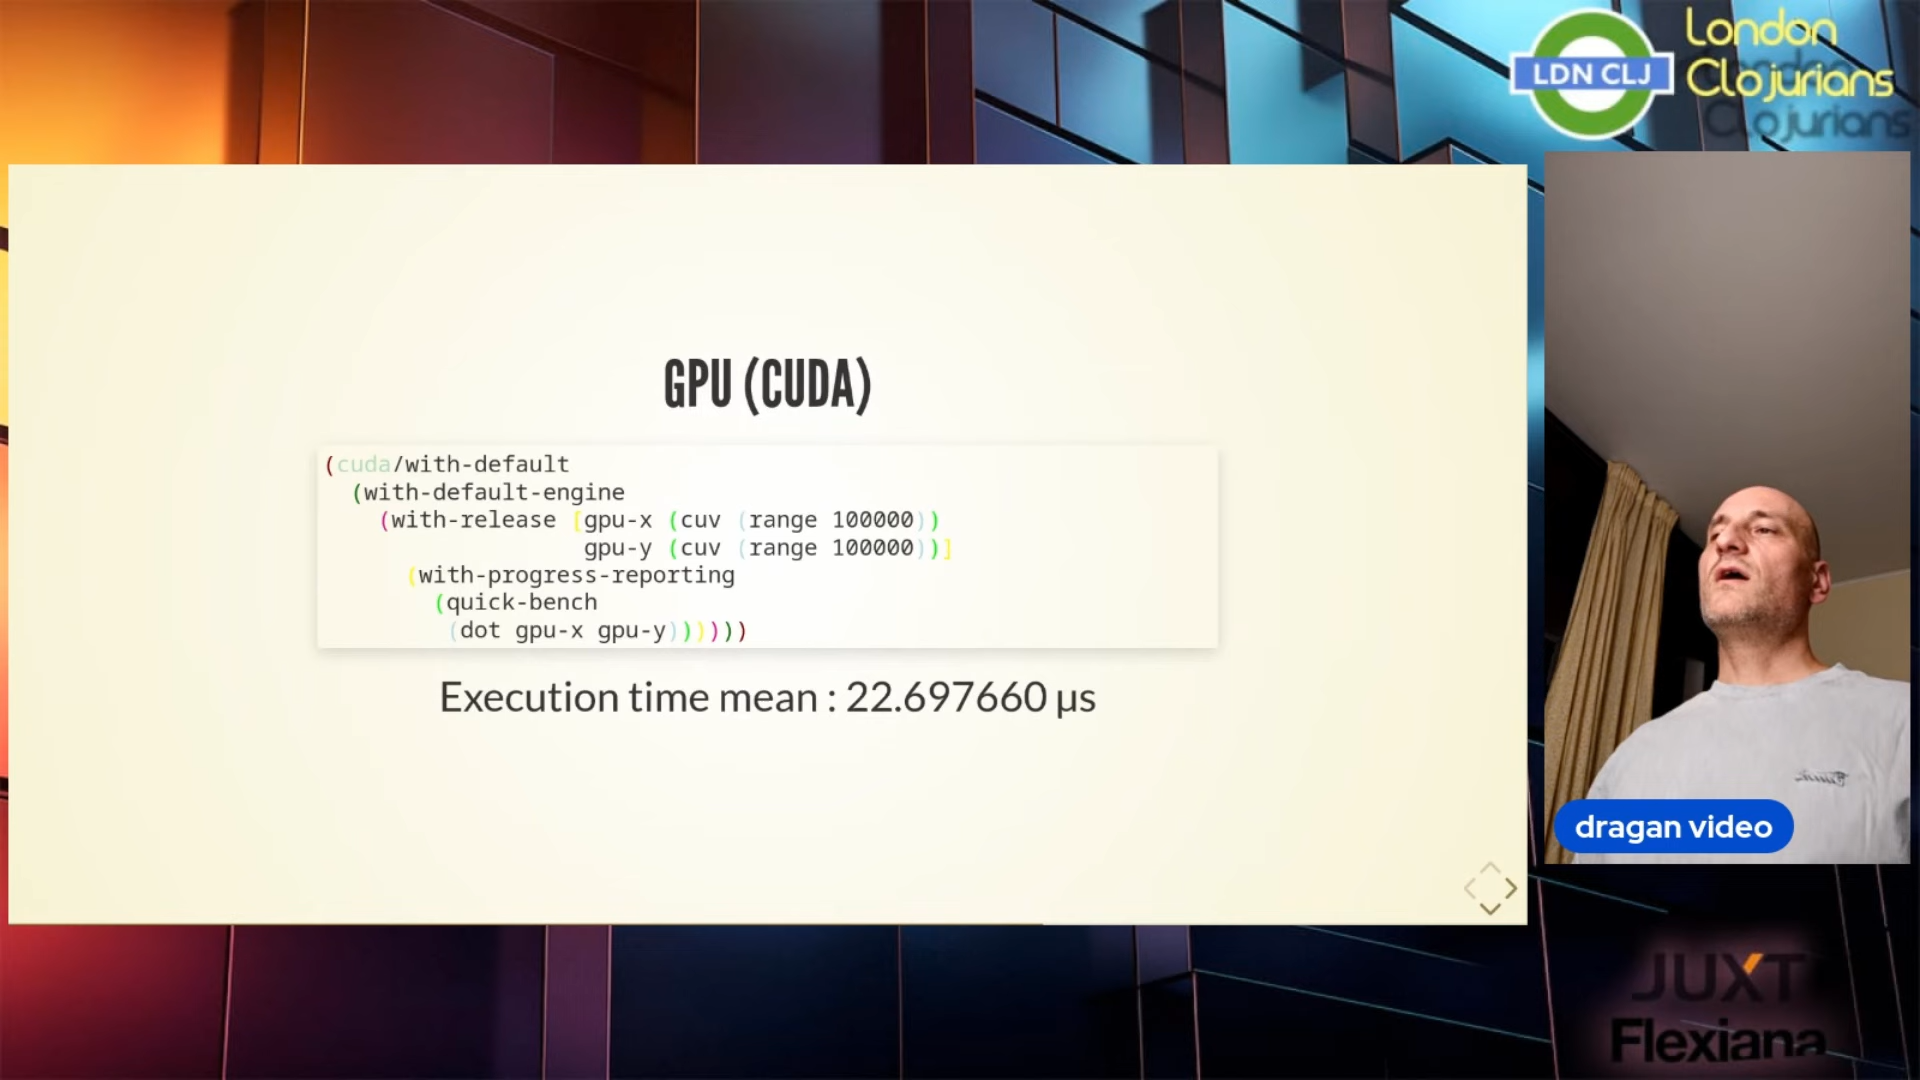 London
Clojurians
LDN CLJ
GPU (CUDA)
(cuda/with-default
(with-default-engine
(with-release [gpu-x (cuv (range 100000))
gpu-y (cuv (range 100000))]
(with-progress-reporting
(quick-bench
(dot gpu-x gpu-y)))))))
Execution time mean : 22.697660 µs
dragan video
JUXT
Flexiana